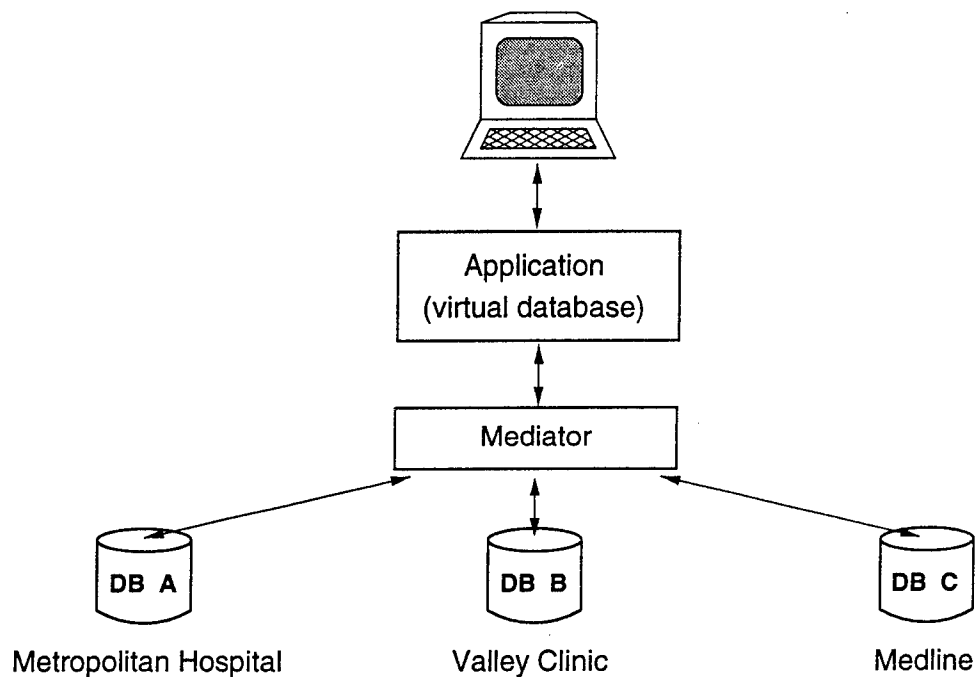 Application
(virtual database)
Mediator
DB A
DB B
DB C
Metropolitan Hospital
Valley Clinic
Medline